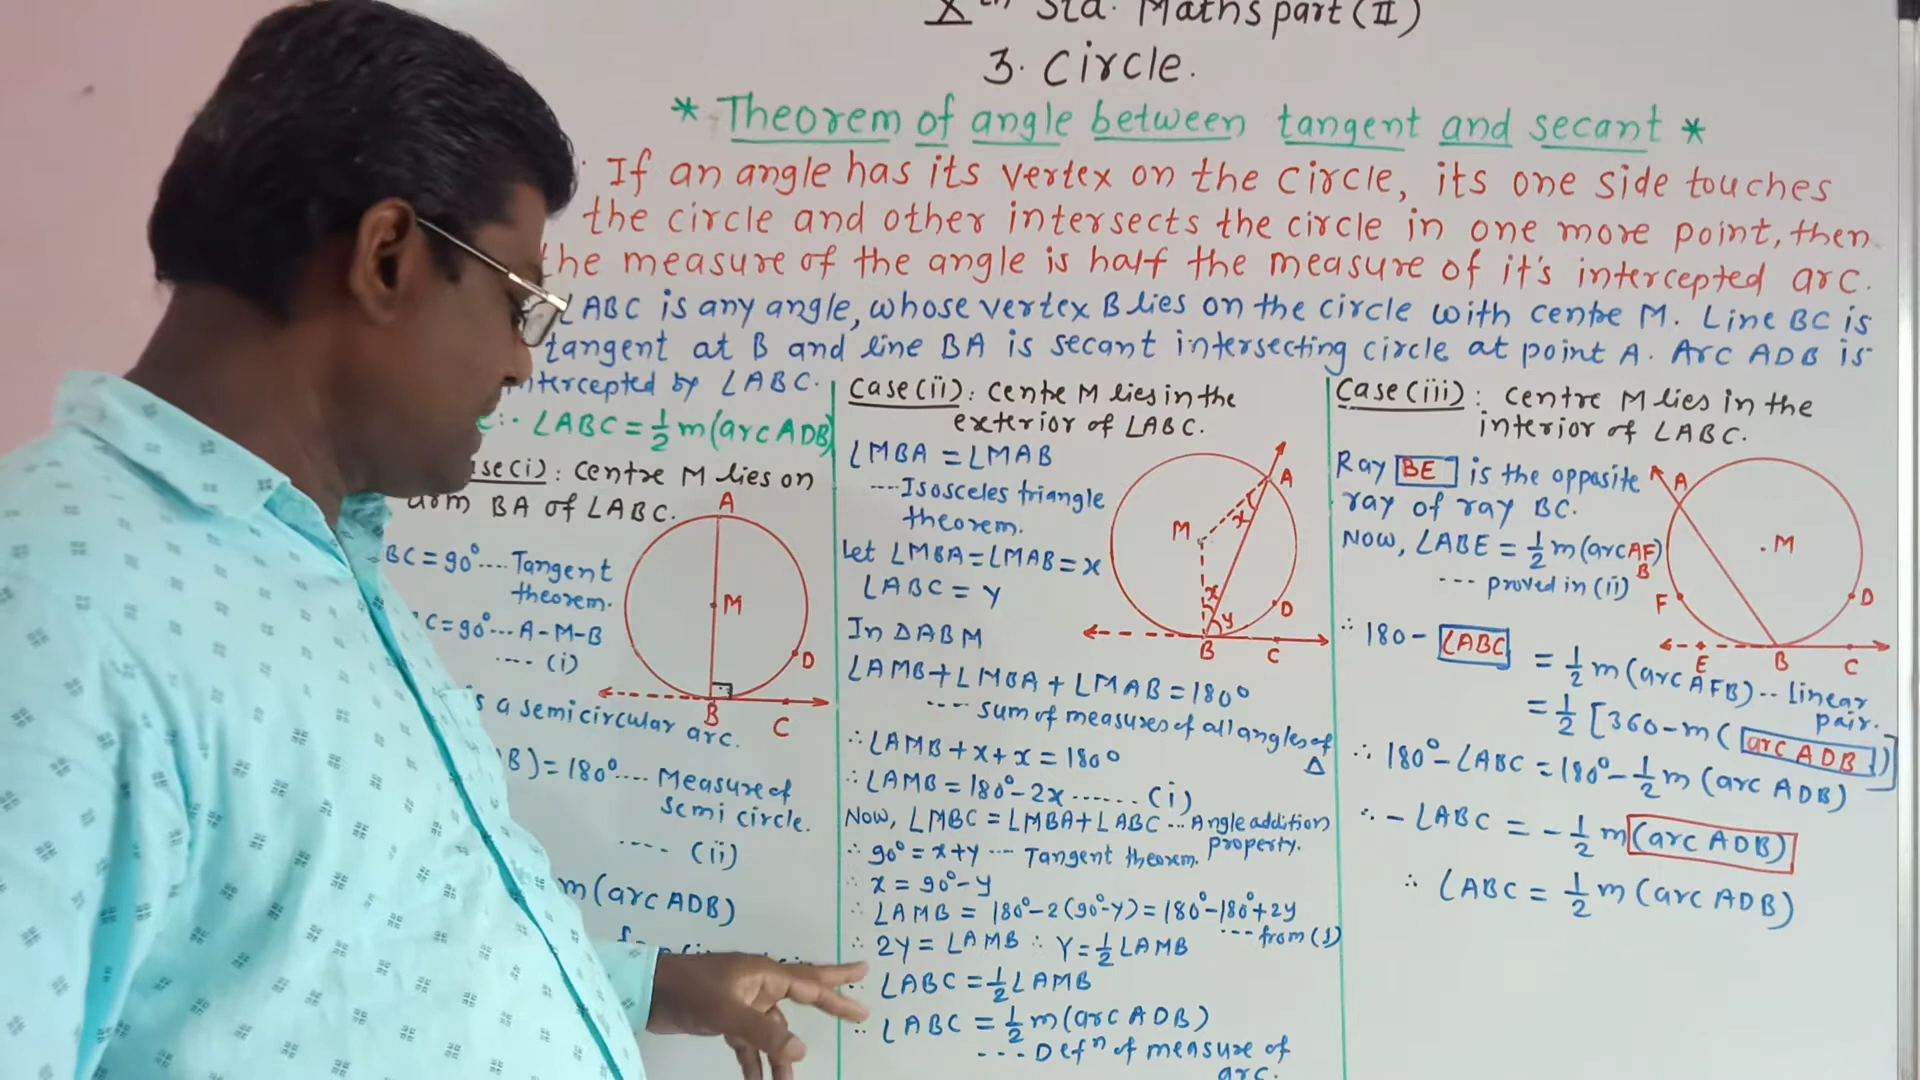 Xth Std. Maths part (II)
3. Circle.
* Theorem of angle between tangent and secant *
If an angle has its vertex on the circle, its one side touches
the circle and other intersects the circle in one more point, then
the measure of the angle is half the measure of it's intercepted arc.
∠ABC is any angle, whose vertex B lies on the circle with centre M. Line BC is
tangent at B and line BA is secant intersecting circle at point A. Arc ADB is
intercepted by ∠ABC.
∠ABC = 1/2 m(arc ADB)
case(i): centre M lies on
arm BA of ∠ABC.
BC = 90° .... Tangent
theorem.
C = 90° ... A-M-B
.... (i)
is a semicircular arc.
B) = 180° .... Measure of
semi circle.
.... (ii)
m(arc ADB)
A
M
D
B
C
Case(ii): centre M lies in the
exterior of ∠ABC.
∠MBA = ∠MAB
---- Isosceles triangle
theorem.
Let ∠MBA = ∠MAB = x
∠ABC = y
In ΔABM
∠AMB + ∠MBA + ∠MAB = 180°
---- sum of measures of all angles of
Δ
∴ ∠AMB + x + x = 180°
∴ ∠AMB = 180° - 2x ...... (i)
Now, ∠MBC = ∠MBA + ∠ABC ... Angle addition
property.
∴ 90° = x + y ---- Tangent theorem.
∴ x = 90° - y
∴ ∠AMB = 180° - 2(90° - y) = 180° - 180° + 2y
---- from (1)
∴ 2y = ∠AMB ∴ y = 1/2 ∠AMB
∴ ∠ABC = 1/2 ∠AMB
∴ ∠ABC = 1/2 m(arc ADB)
---- Defn of measure of
arc.
A
x
M
x
y
D
B
C
Case(iii): centre M lies in the
interior of ∠ABC.
Ray BE is the opposite
ray of ray BC.
Now, ∠ABE = 1/2 m(arc AFB)
---- proved in (ii)
∴ 180 - ∠ABC = 1/2 m(arc AFB) -- linear
pair.
= 1/2 [360 - m(arc ADB)]
∴ 180° - ∠ABC = 180° - 1/2 m(arc ADB)
∴ - ∠ABC = - 1/2 m(arc ADB)
∴ ∠ABC = 1/2 m(arc ADB)
A
M
F
D
E
B
C